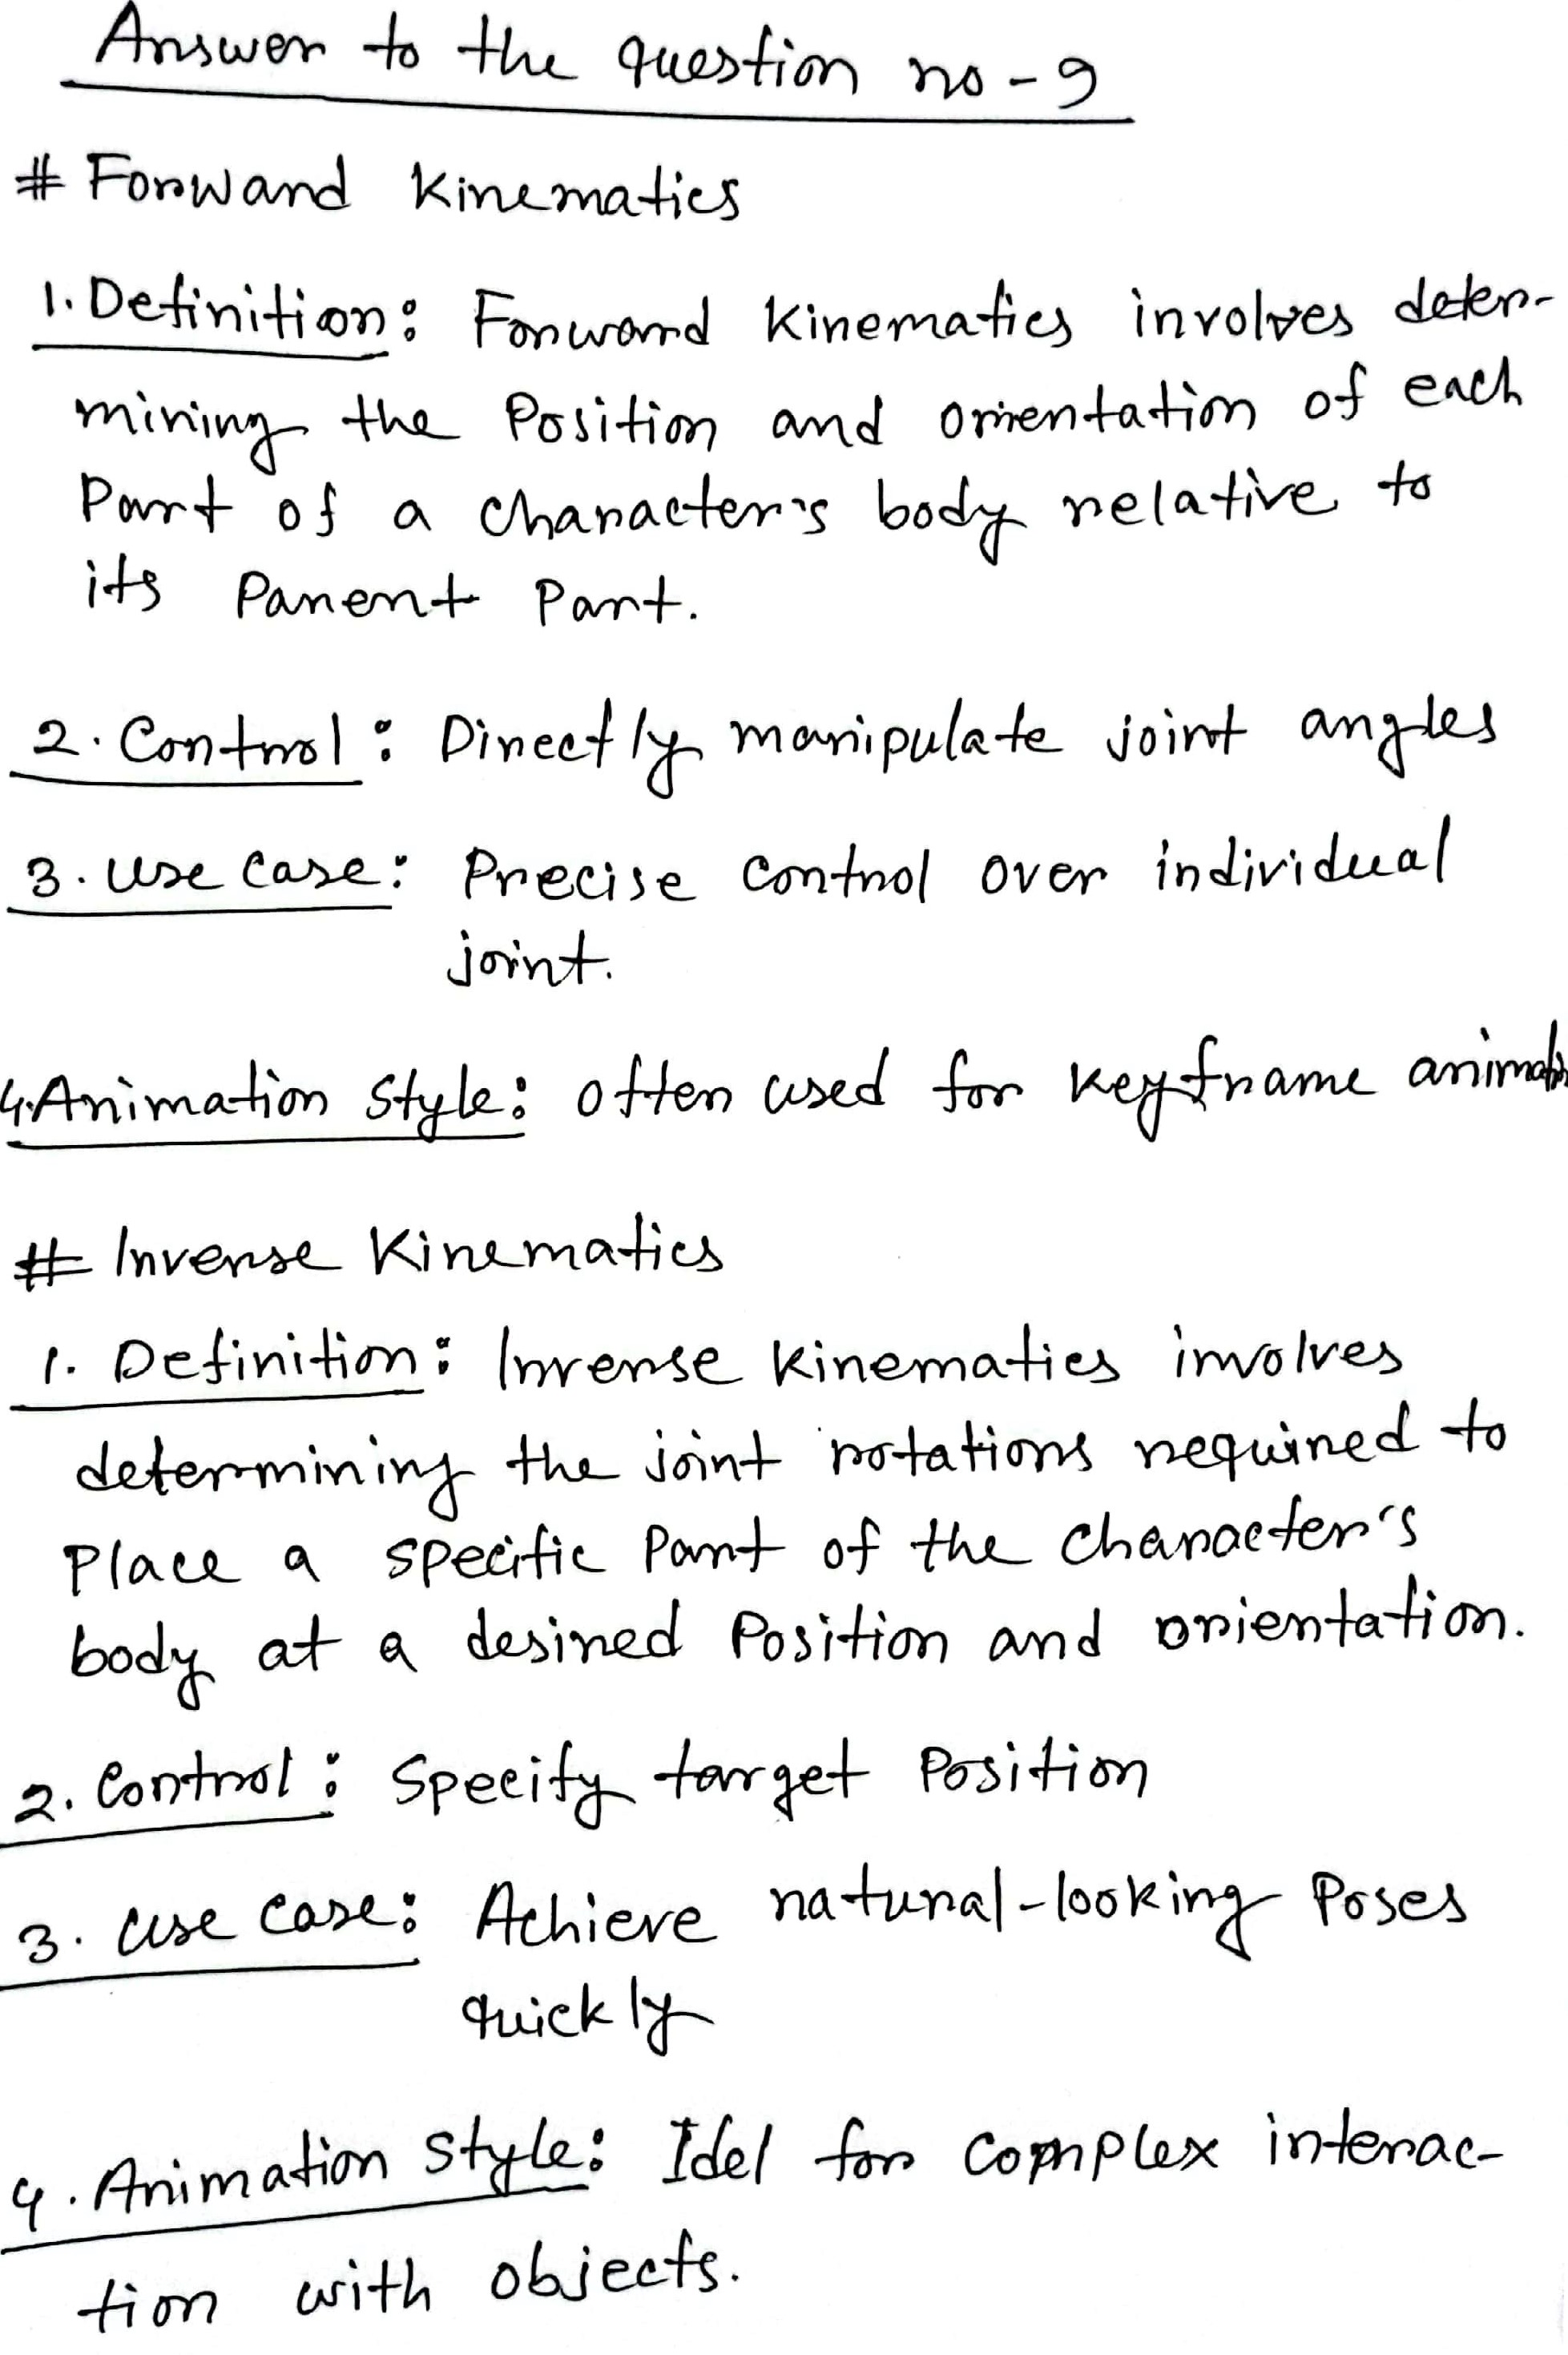 Answer to the question no - 9
# Forward Kinematics
1. Definition: Forward Kinematics involves deter-
mining the Position and orientation of each
Part of a character's body relative to
its Parent Part.
2. Control: Directly manipulate joint angles
3. Use Case: Precise control over individual
joint.
4. Animation Style: Often used for keyframe animation
# Inverse Kinematics
1. Definition: Inverse Kinematics involves
determining the joint rotations required to
Place a specific Part of the character's
body at a desired Position and orientation.
2. Control: Specify target Position
3. Use Case: Achieve natural-looking Poses
quickly
4. Animation Style: Idel for complex interac-
tion with objects.